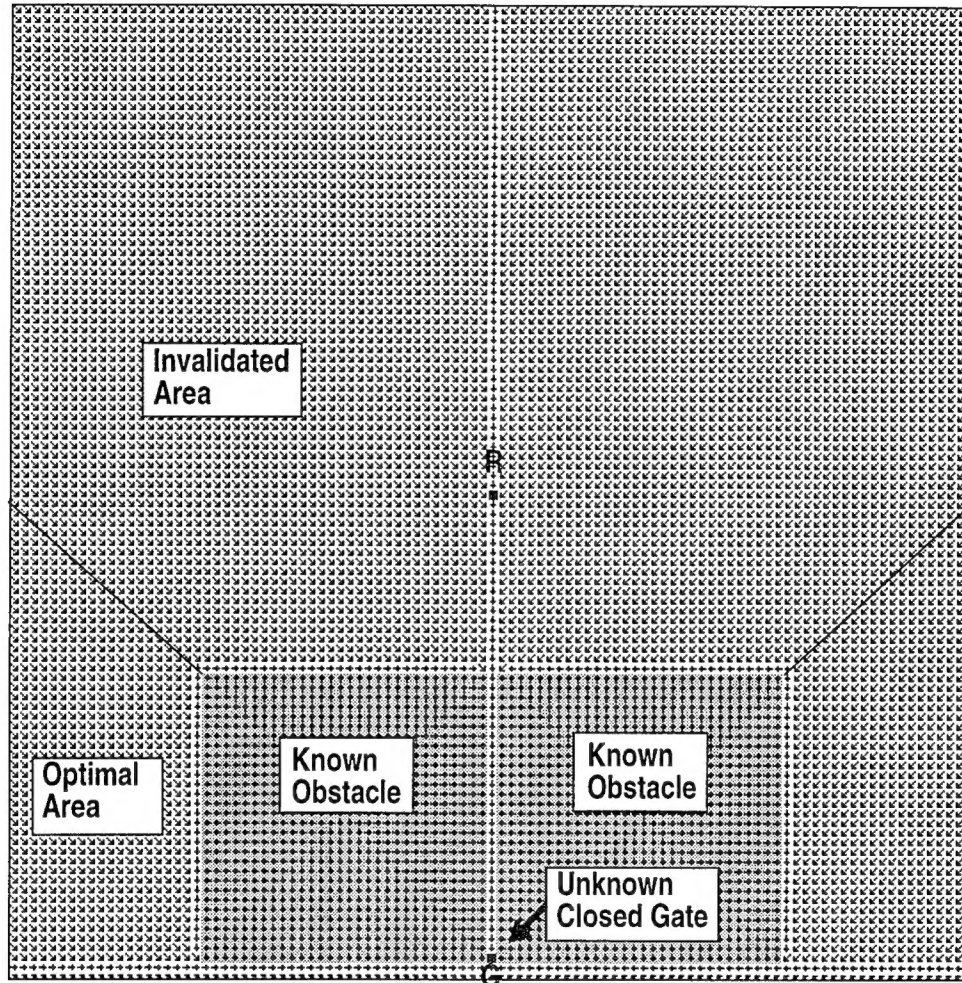 Invalidated
Area
R
Optimal
Area
Known
Obstacle
Known
Obstacle
Unknown
Closed Gate
G